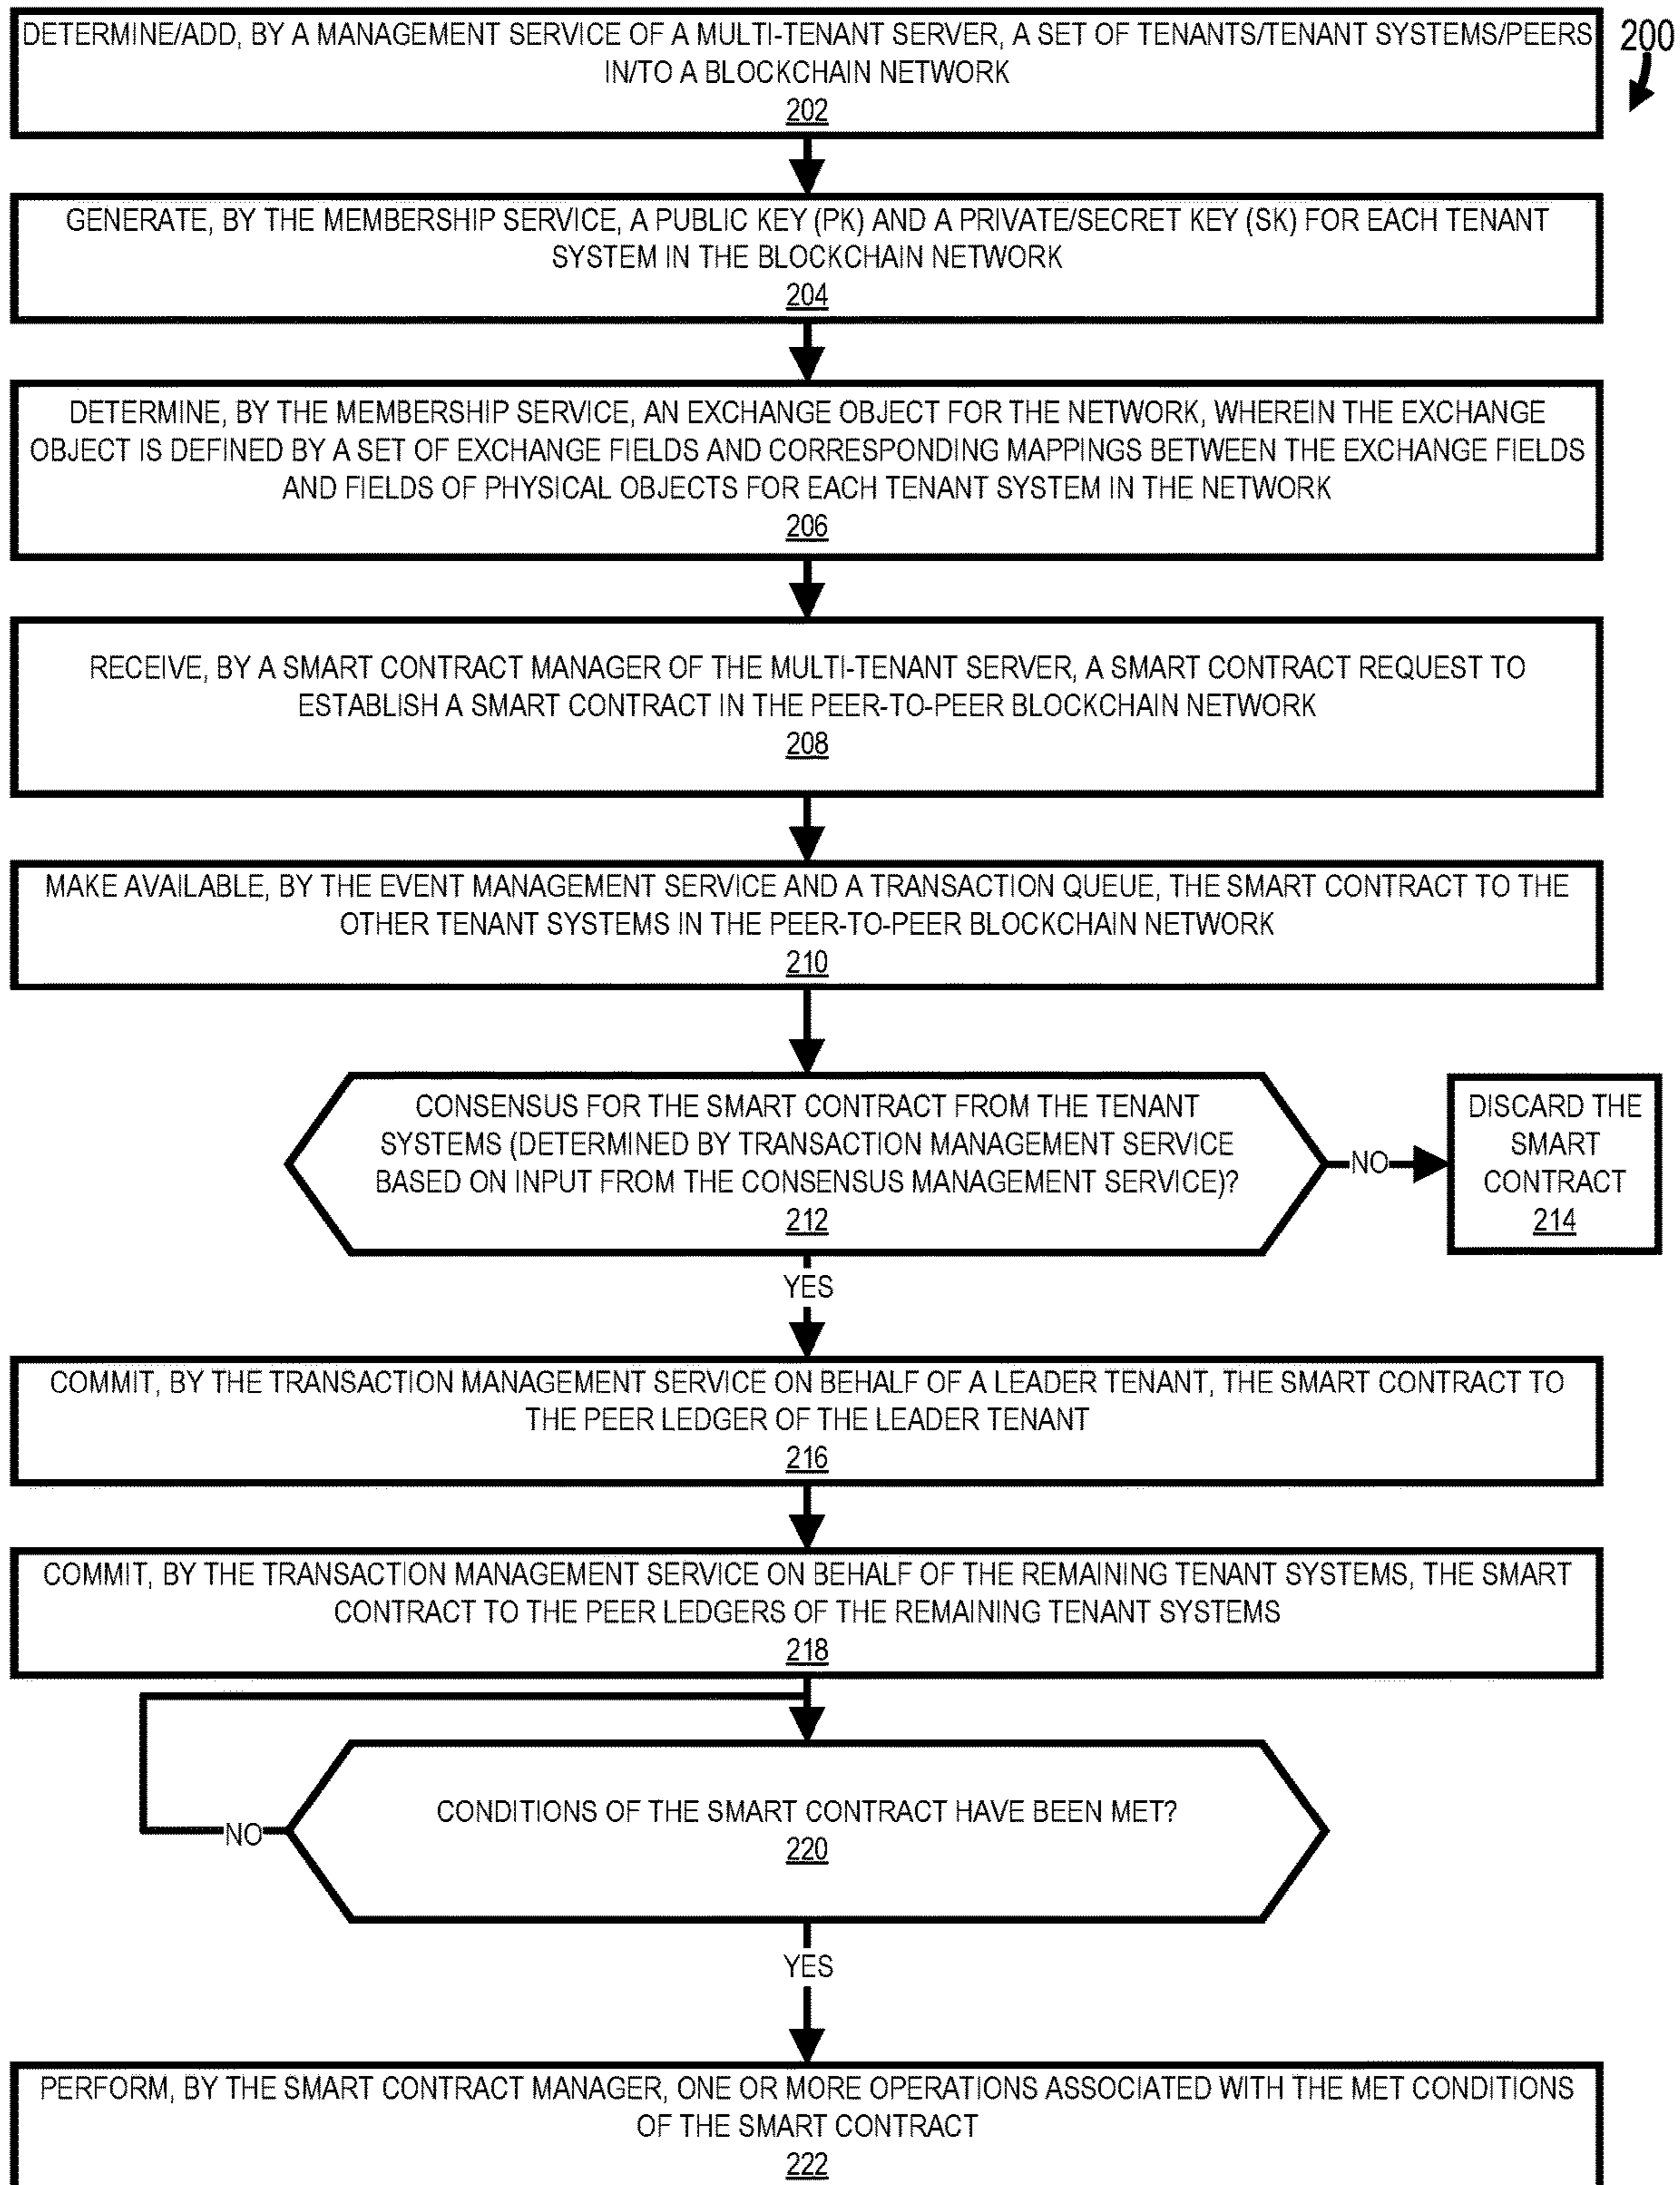 DETERMINE/ADD, BY A MANAGEMENT SERVICE OF A MULTI-TENANT SERVER, A SET OF TENANTS/TENANT SYSTEMS/PEERS
IN/TO A BLOCKCHAIN NETWORK
202
200
GENERATE, BY THE MEMBERSHIP SERVICE, A PUBLIC KEY (PK) AND A PRIVATE/SECRET KEY (SK) FOR EACH TENANT
SYSTEM IN THE BLOCKCHAIN NETWORK
204
DETERMINE, BY THE MEMBERSHIP SERVICE, AN EXCHANGE OBJECT FOR THE NETWORK, WHEREIN THE EXCHANGE
OBJECT IS DEFINED BY A SET OF EXCHANGE FIELDS AND CORRESPONDING MAPPINGS BETWEEN THE EXCHANGE FIELDS
AND FIELDS OF PHYSICAL OBJECTS FOR EACH TENANT SYSTEM IN THE NETWORK
206
RECEIVE, BY A SMART CONTRACT MANAGER OF THE MULTI-TENANT SERVER, A SMART CONTRACT REQUEST TO
ESTABLISH A SMART CONTRACT IN THE PEER-TO-PEER BLOCKCHAIN NETWORK
208
MAKE AVAILABLE, BY THE EVENT MANAGEMENT SERVICE AND A TRANSACTION QUEUE, THE SMART CONTRACT TO THE
OTHER TENANT SYSTEMS IN THE PEER-TO-PEER BLOCKCHAIN NETWORK
210
CONSENSUS FOR THE SMART CONTRACT FROM THE TENANT
SYSTEMS (DETERMINED BY TRANSACTION MANAGEMENT SERVICE
BASED ON INPUT FROM THE CONSENSUS MANAGEMENT SERVICE)?
212
NO
DISCARD THE
SMART
CONTRACT
214
YES
COMMIT, BY THE TRANSACTION MANAGEMENT SERVICE ON BEHALF OF A LEADER TENANT, THE SMART CONTRACT TO
THE PEER LEDGER OF THE LEADER TENANT
216
COMMIT, BY THE TRANSACTION MANAGEMENT SERVICE ON BEHALF OF THE REMAINING TENANT SYSTEMS, THE SMART
CONTRACT TO THE PEER LEDGERS OF THE REMAINING TENANT SYSTEMS
218
CONDITIONS OF THE SMART CONTRACT HAVE BEEN MET?
220
NO
YES
PERFORM, BY THE SMART CONTRACT MANAGER, ONE OR MORE OPERATIONS ASSOCIATED WITH THE MET CONDITIONS
OF THE SMART CONTRACT
222